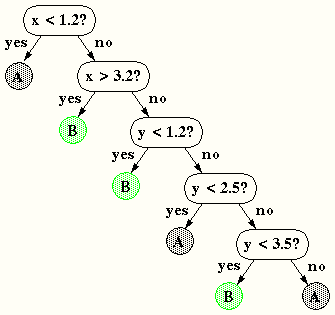 x < 1.2?
yes no
A
x > 3.2?
yes no
B
y < 1.2?
yes no
B
y < 2.5?
yes no
A
y < 3.5?
yes no
B A